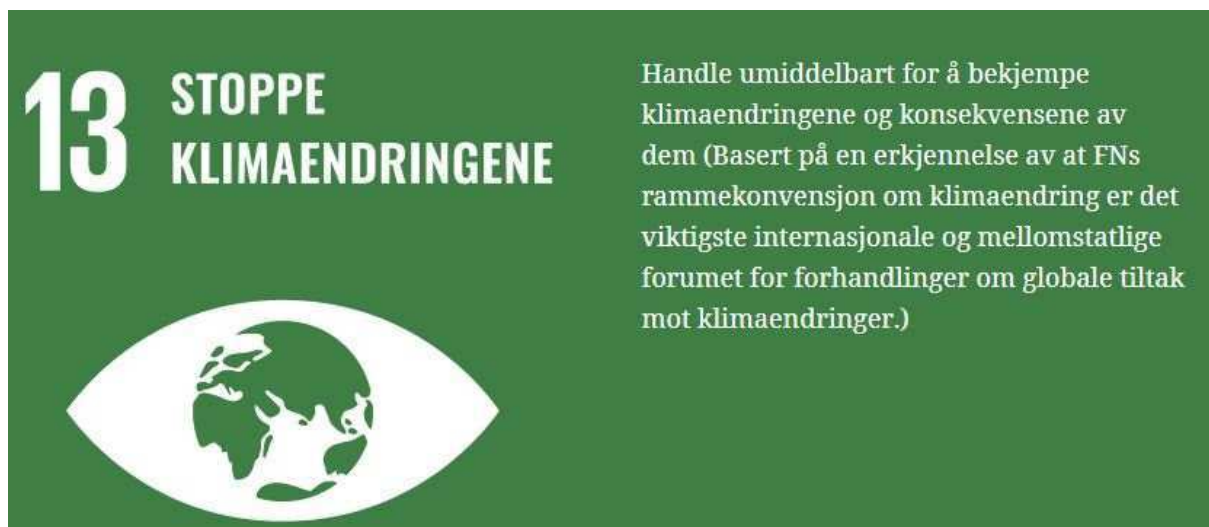 13
STOPPE
KLIMAENDRINGENE
Handle umiddelbart for å bekjempe
klimaendringene og konsekvensene av
dem (Basert på en erkjennelse av at FNs
rammekonvensjon om klimaendring er det
viktigste internasjonale og mellomstatlige
forumet for forhandlinger om globale tiltak
mot klimaendringer.)